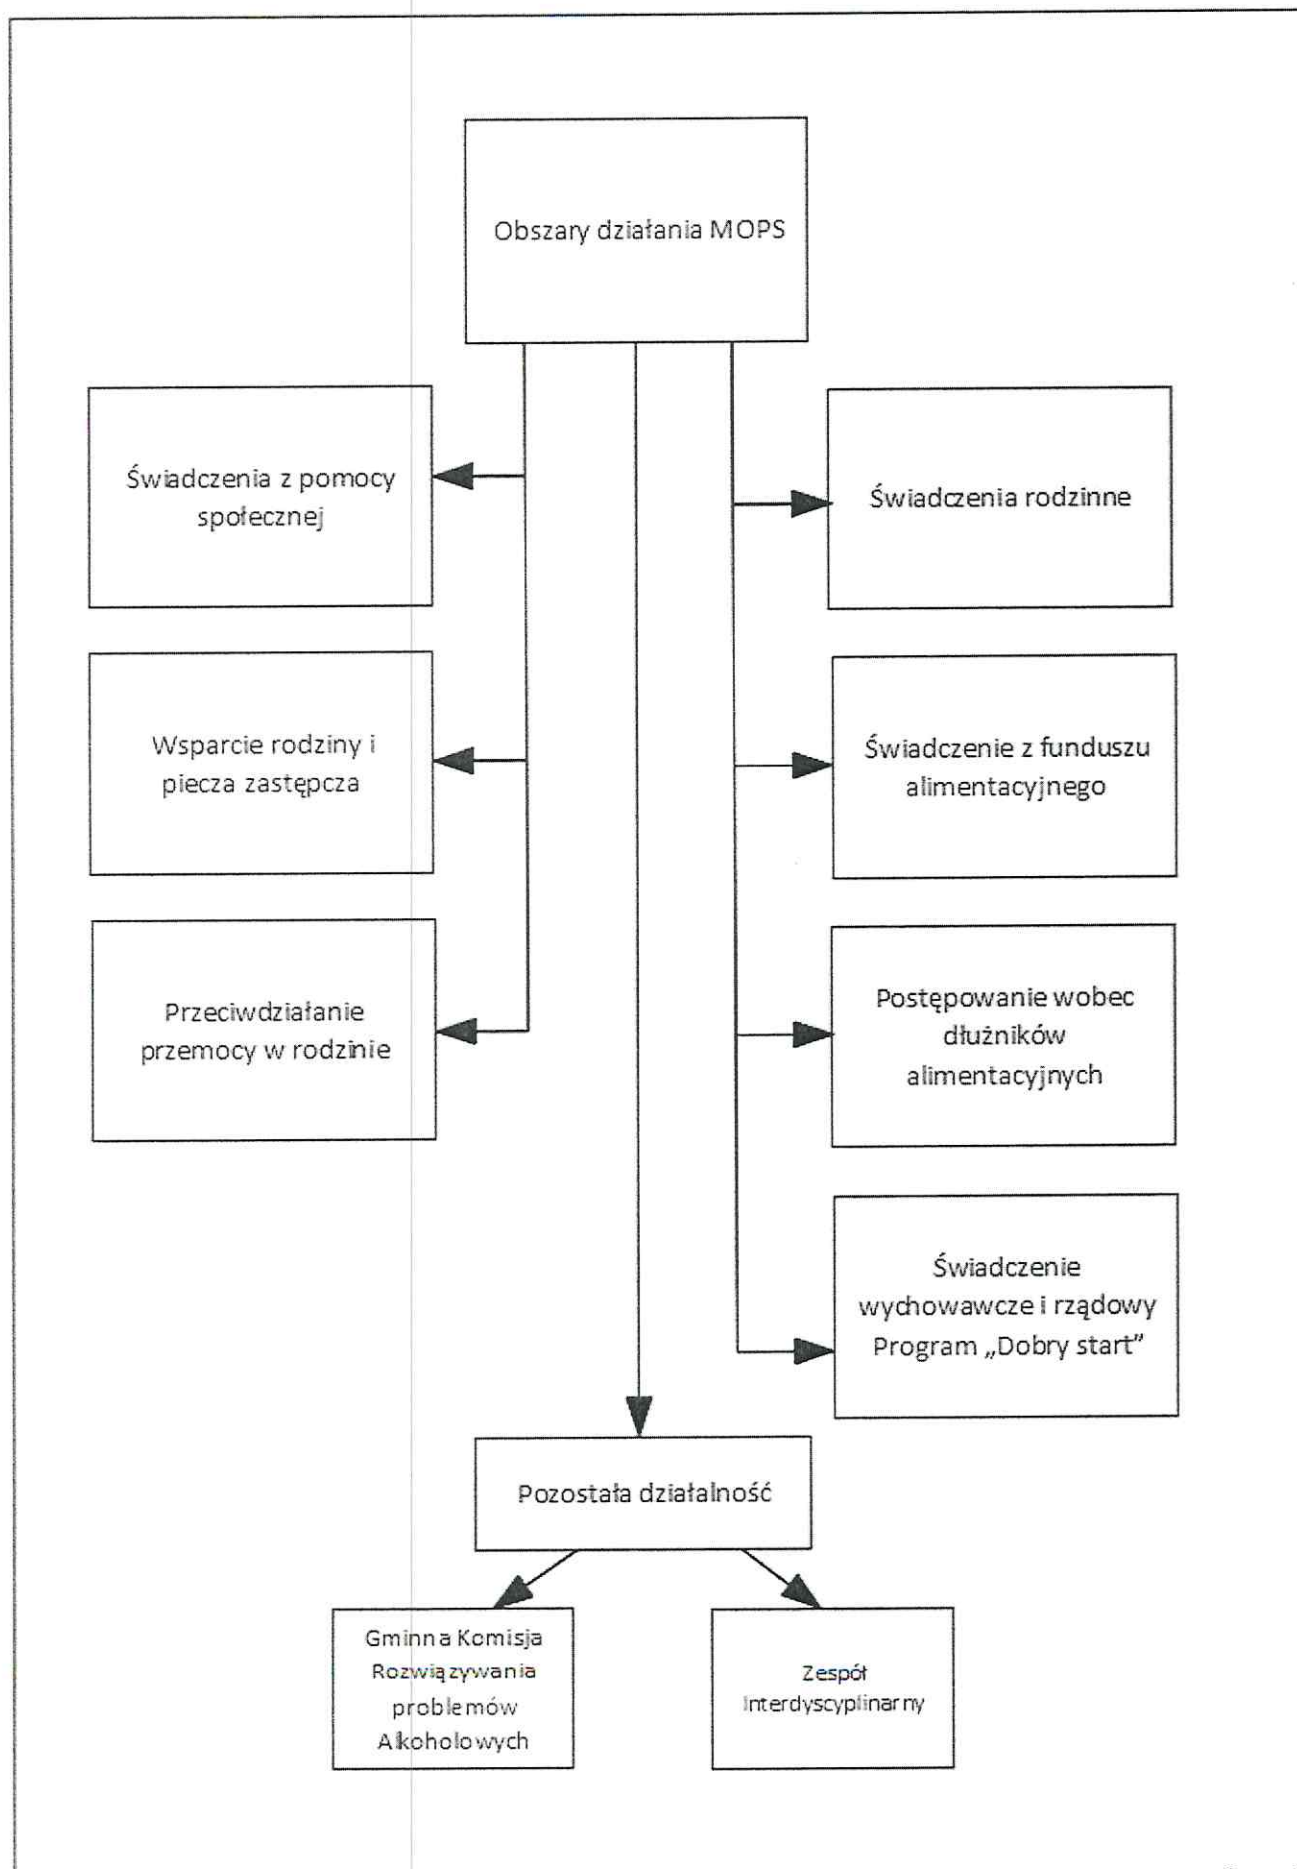 Obszary działania MOPS
Świadczenia z pomocy
społecznej
Świadczenia rodzinne
Wsparcie rodziny i
piecza zastępcza
Świadczenie z funduszu
alimentacyjnego
Przeciwdziałanie
przemocy w rodzinie
Postępowanie wobec
dłużników
alimentacyjnych
Świadczenie
wychowawcze i rządowy
Program „Dobry start”
Pozostała działalność
Gminna Komisja
Rozwiązywania
problemów
Alkoholowych
Zespół
Interdyscyplinarny